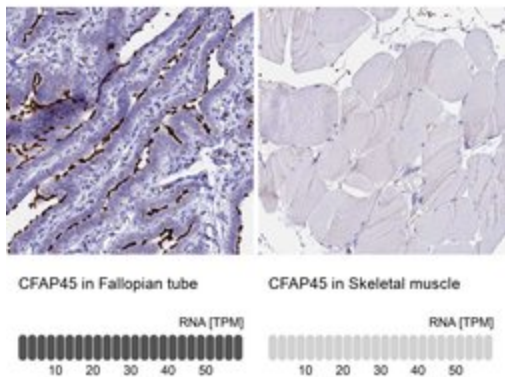 CFAP45 in Fallopian tube
CFAP45 in Skeletal muscle
RNA [TPM]
RNA [TPM]
10 20 30 40 50
10 20 30 40 50